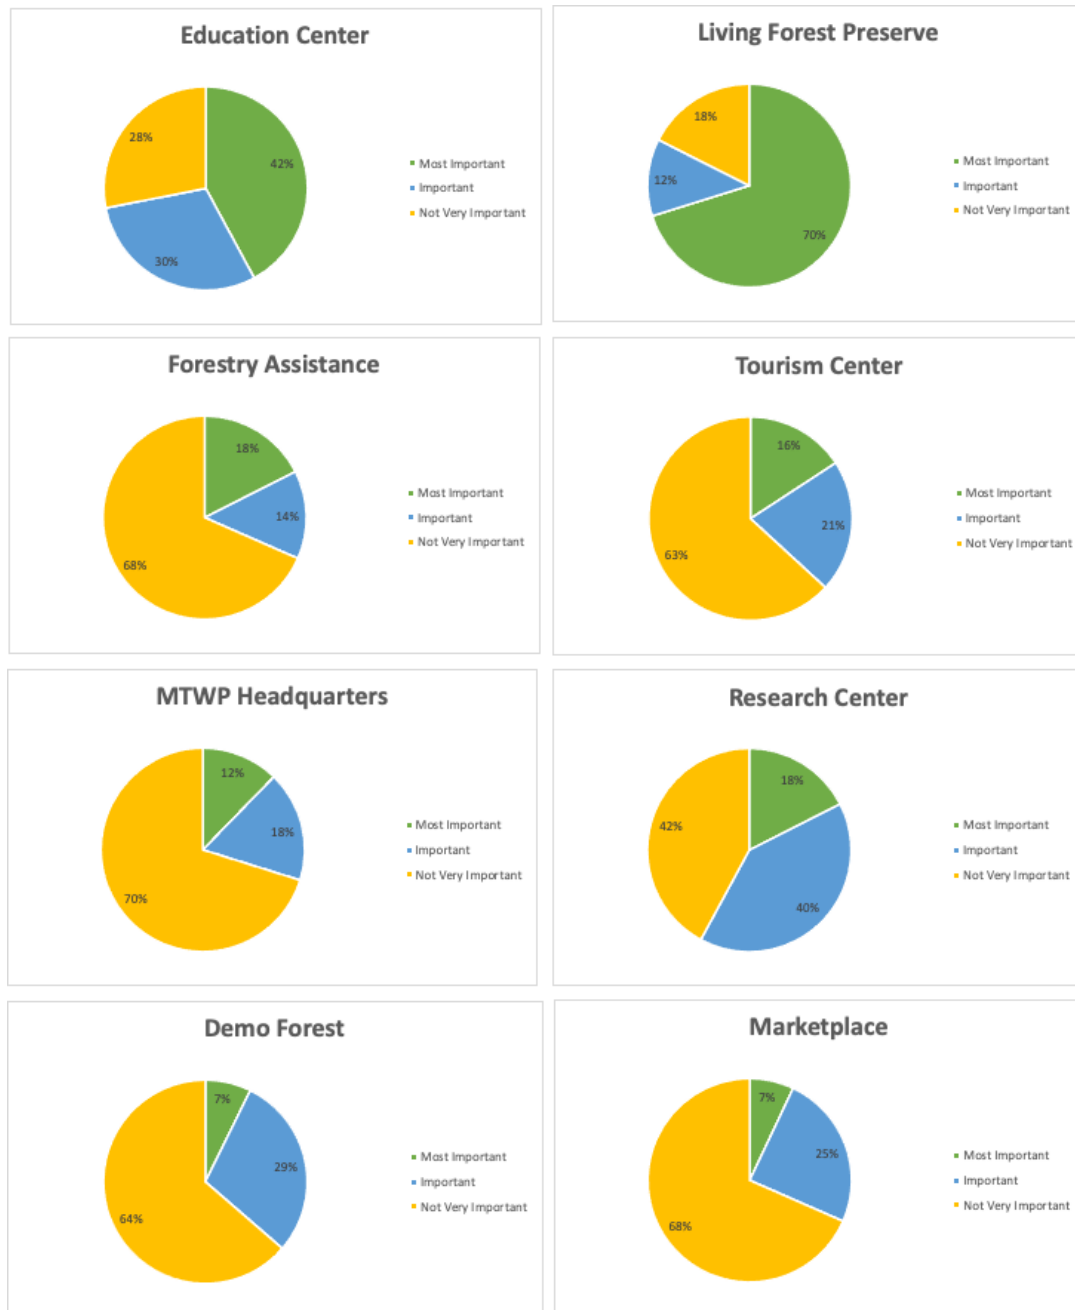 Education Center
28%
42%
30%
Most Important
Important
Not Very Important
Living Forest Preserve
18%
12%
70%
Most Important
Important
Not Very Important
Forestry Assistance
18%
14%
68%
Most Important
Important
Not Very Important
Tourism Center
16%
21%
63%
Most Important
Important
Not Very Important
MTWP Headquarters
12%
18%
70%
Most Important
Important
Not Very Important
Research Center
18%
42%
40%
Most Important
Important
Not Very Important
Demo Forest
7%
29%
64%
Most Important
Important
Not Very Important
Marketplace
7%
25%
68%
Most Important
Important
Not Very Important